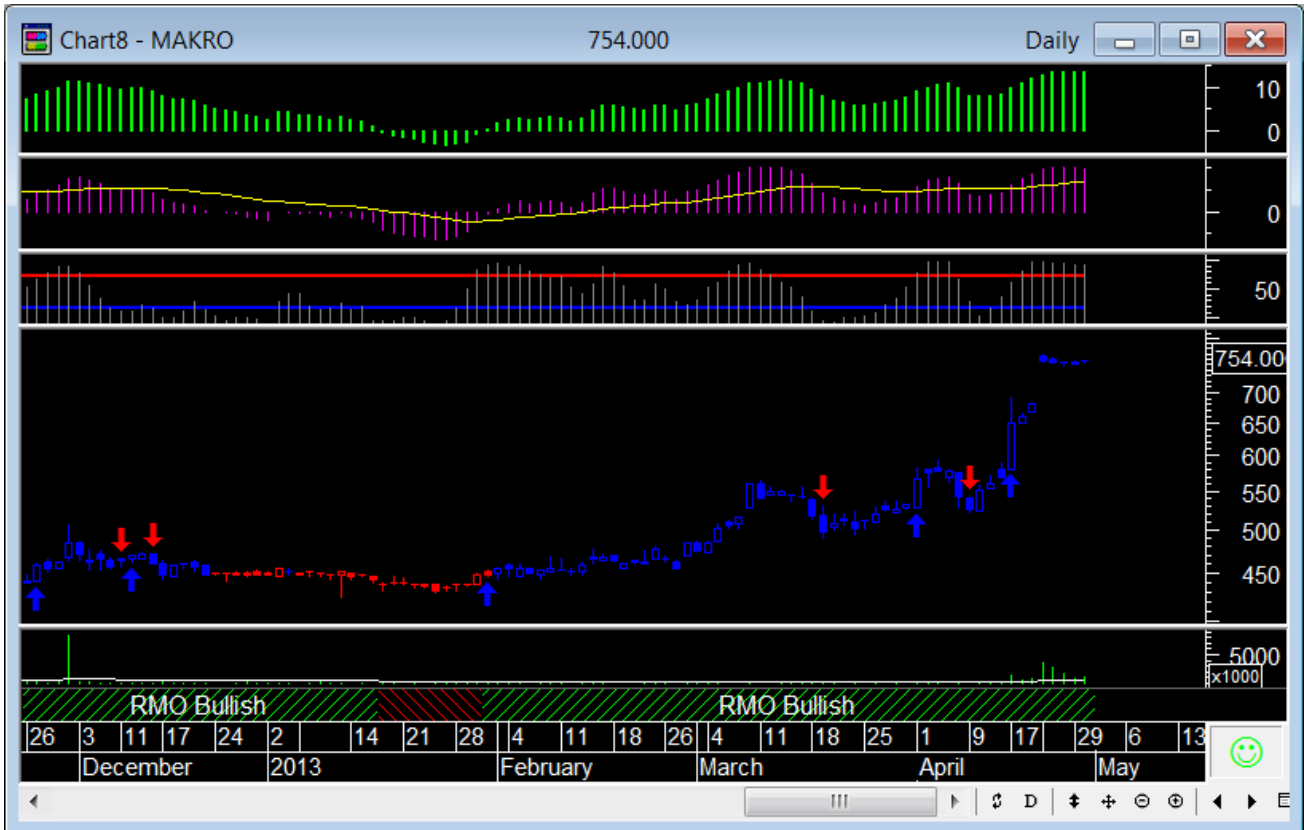 Chart8 - MAKRO 754.000 Daily
10
0
0
50
754.00
700
650
600
550
500
450
5000
x1000
RMO Bullish RMO Bullish
26 3 11 17 24 2 14 21 28 4 11 18 26 4 11 18 25 1 9 17 29 6 13
December 2013 February March April May
D